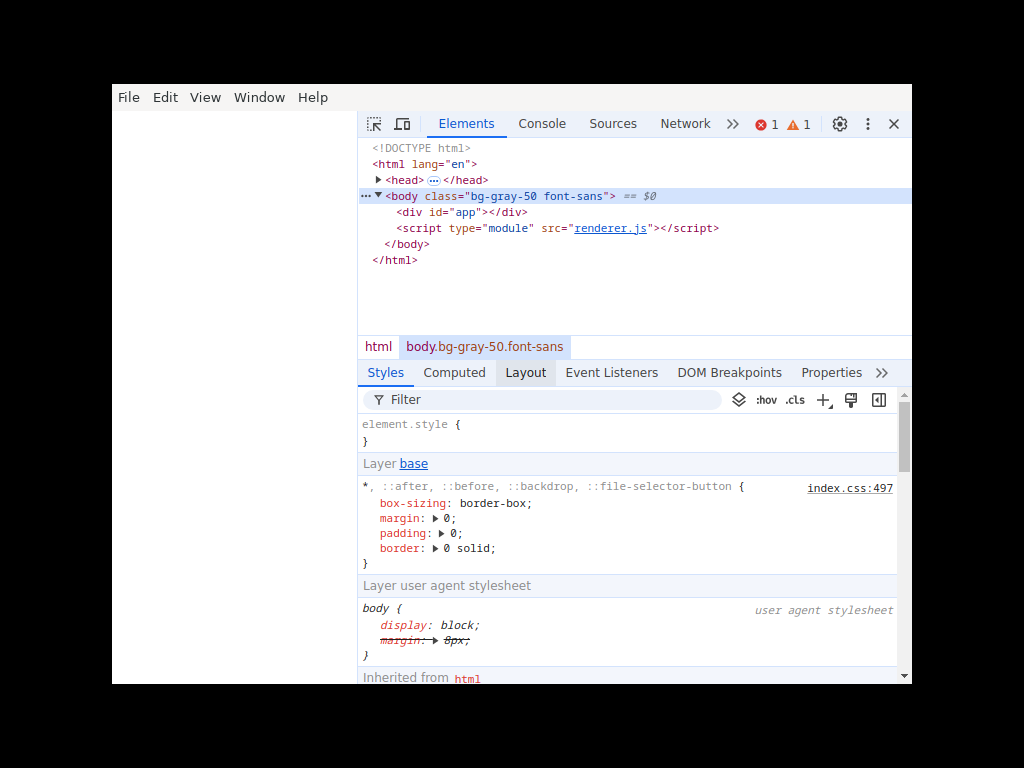 File Edit View Window Help
Elements Console Sources Network 1 1
<!DOCTYPE html>
<html lang="en">
<head> ⋯ </head>
⋯ <body class="bg-gray-50 font-sans"> == $0
<div id="app"></div>
<script type="module" src="renderer.js"></script>
</body>
</html>
html body.bg-gray-50.font-sans
Styles Computed Layout Event Listeners DOM Breakpoints Properties
Filter :hov .cls
element.style {
}
Layer base
*, ::after, ::before, ::backdrop, ::file-selector-button { index.css:497
box-sizing: border-box;
margin: 0;
padding: 0;
border: 0 solid;
}
Layer user agent stylesheet
body { user agent stylesheet
display: block;
margin: 8px;
}
Inherited from html